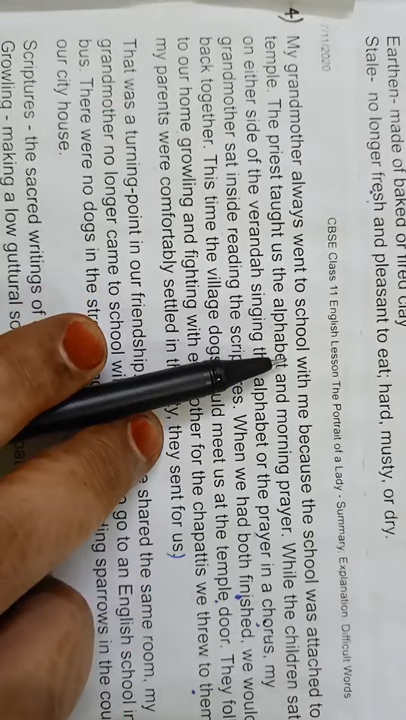 Earthen- made of baked or fired clay
Stale- no longer fresh and pleasant to eat; hard, musty, or dry.
7/11/2020 CBSE Class 11 English Lesson The Portrait of a Lady - Summary, Explanation, Difficult Words
4) My grandmother always went to school with me because the school was attached to
temple. The priest taught us the alphabet and morning prayer. While the children sat
on either side of the verandah singing the alphabet or the prayer in a chorus, my
grandmother sat inside reading the scriptures. When we had both finished, we would
back together. This time the village dogs would meet us at the temple door. They fol
to our home growling and fighting with each other for the chapattis we threw to them
my parents were comfortably settled in the city, they sent for us)
That was a turning-point in our friendship. shared the same room, my
grandmother no longer came to school wi go to an English school in
bus. There were no dogs in the str ding sparrows in the cou
our city house.
Scriptures - the sacred writings of
Growling - making a low guttural so